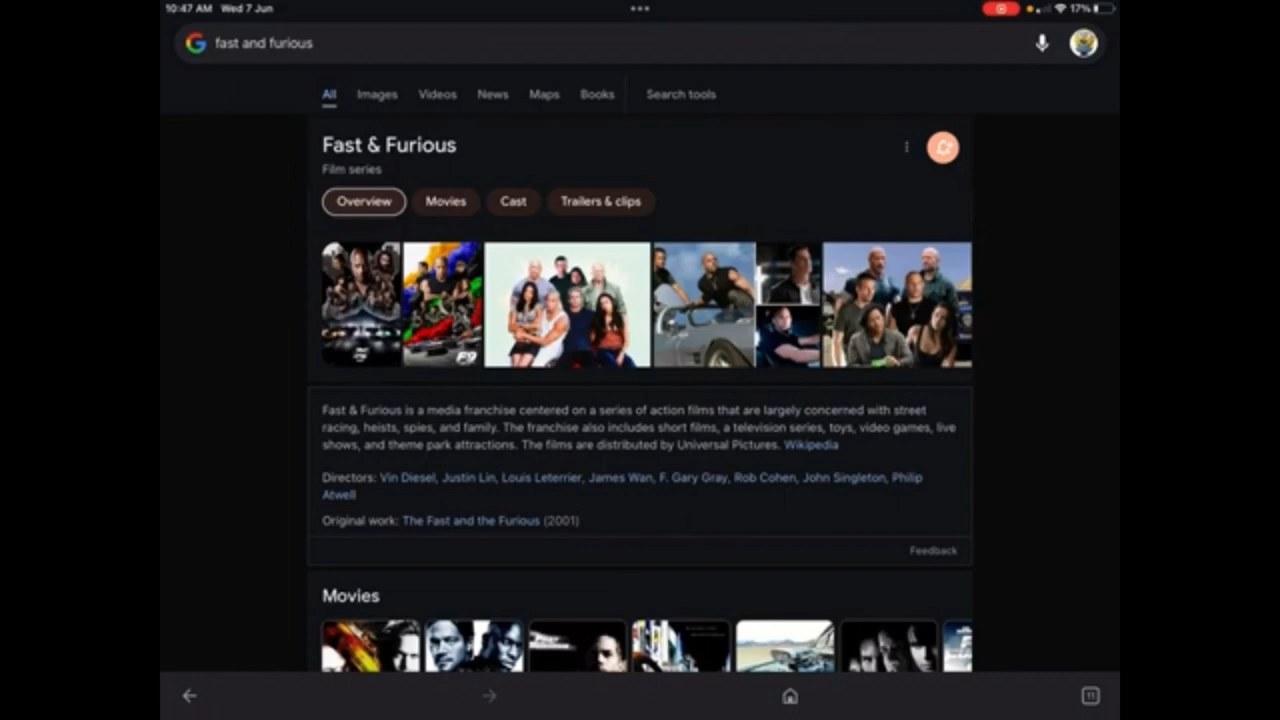 10:47 AM Wed 7 Jun
17%
fast and furious
All Images Videos News Maps Books Search tools
Fast & Furious
Film series
Overview Movies Cast Trailers & clips
F9
Fast & Furious is a media franchise centered on a series of action films that are largely concerned with street
racing, heists, spies, and family. The franchise also includes short films, a television series, toys, video games, live
shows, and theme park attractions. The films are distributed by Universal Pictures. Wikipedia
Directors: Vin Diesel, Justin Lin, Louis Leterrier, James Wan, F. Gary Gray, Rob Cohen, John Singleton, Philip
Atwell
Original work: The Fast and the Furious (2001)
Feedback
Movies
11